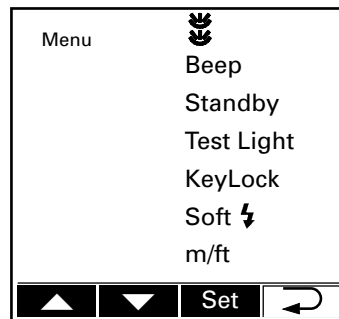 Menu
Beep
Standby
Test Light
KeyLock
Soft
m/ft
Set